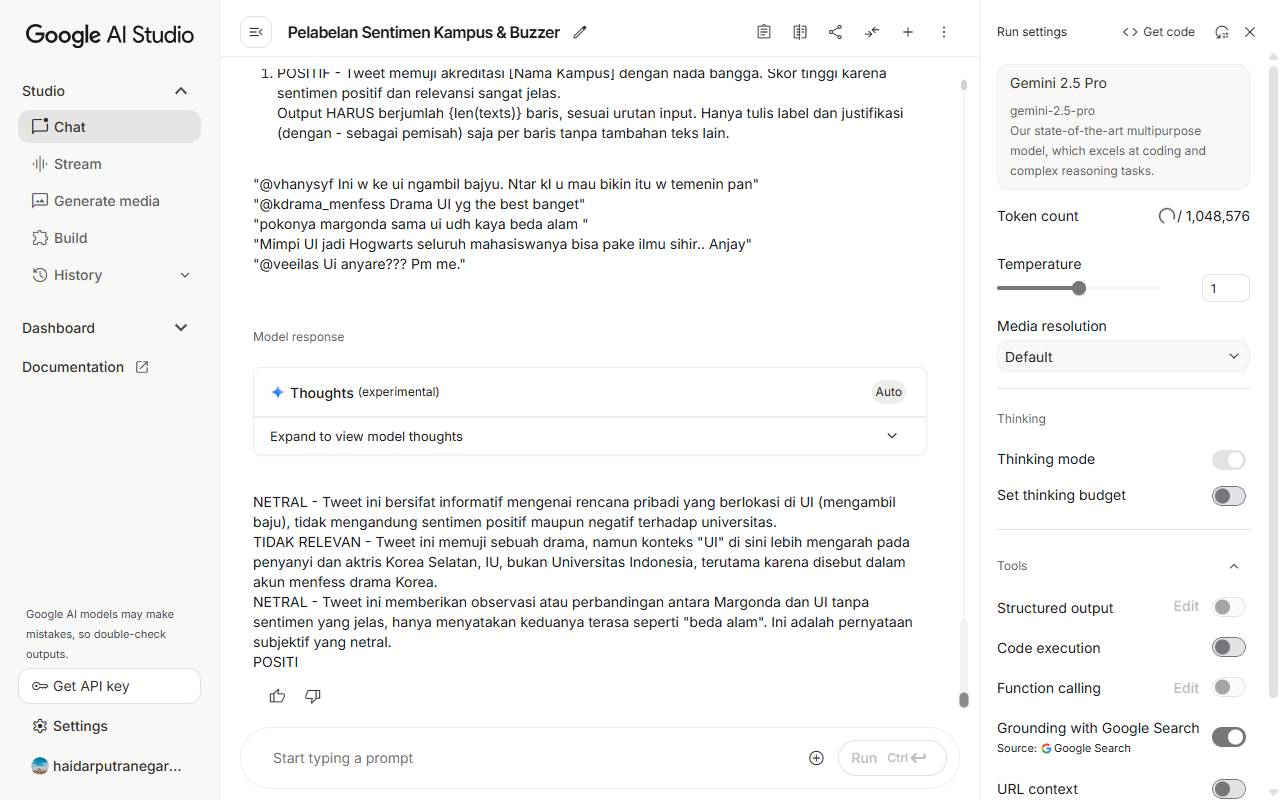 Google AI Studio
Studio
Chat
Stream
Generate media
Build
History
Dashboard
Documentation
Google AI models may make
mistakes, so double-check
outputs.
Get API key
Settings
haidarputranegar...
Pelabelan Sentimen Kampus & Buzzer
1. POSITIF - Tweet memuji akreditasi [Nama Kampus] dengan nada bangga. Skor tinggi karena
sentimen positif dan relevansi sangat jelas.
Output HARUS berjumlah {len(texts)} baris, sesuai urutan input. Hanya tulis label dan justifikasi
(dengan - sebagai pemisah) saja per baris tanpa tambahan teks lain.
"@vhanysyf Ini w ke ui ngambil bajyu. Ntar kl u mau bikin itu w temenin pan"
"@kdrama_menfess Drama UI yg the best banget"
"pokonya margonda sama ui udh kaya beda alam "
"Mimpi UI jadi Hogwarts seluruh mahasiswanya bisa pake ilmu sihir.. Anjay"
"@veeilas Ui anyare??? Pm me."
Model response
Thoughts (experimental)
Auto
Expand to view model thoughts
NETRAL - Tweet ini bersifat informatif mengenai rencana pribadi yang berlokasi di UI (mengambil
baju), tidak mengandung sentimen positif maupun negatif terhadap universitas.
TIDAK RELEVAN - Tweet ini memuji sebuah drama, namun konteks "UI" di sini lebih mengarah pada
penyanyi dan aktris Korea Selatan, IU, bukan Universitas Indonesia, terutama karena disebut dalam
akun menfess drama Korea.
NETRAL - Tweet ini memberikan observasi atau perbandingan antara Margonda dan UI tanpa
sentimen yang jelas, hanya menyatakan keduanya terasa seperti "beda alam". Ini adalah pernyataan
subjektif yang netral.
POSITI
Start typing a prompt
Run Ctrl
Run settings
Get code
Gemini 2.5 Pro
gemini-2.5-pro
Our state-of-the-art multipurpose
model, which excels at coding and
complex reasoning tasks.
Token count
/ 1,048,576
Temperature
1
Media resolution
Default
Thinking
Thinking mode
Set thinking budget
Tools
Structured output
Edit
Code execution
Function calling
Edit
Grounding with Google Search
Source: Google Search
URL context